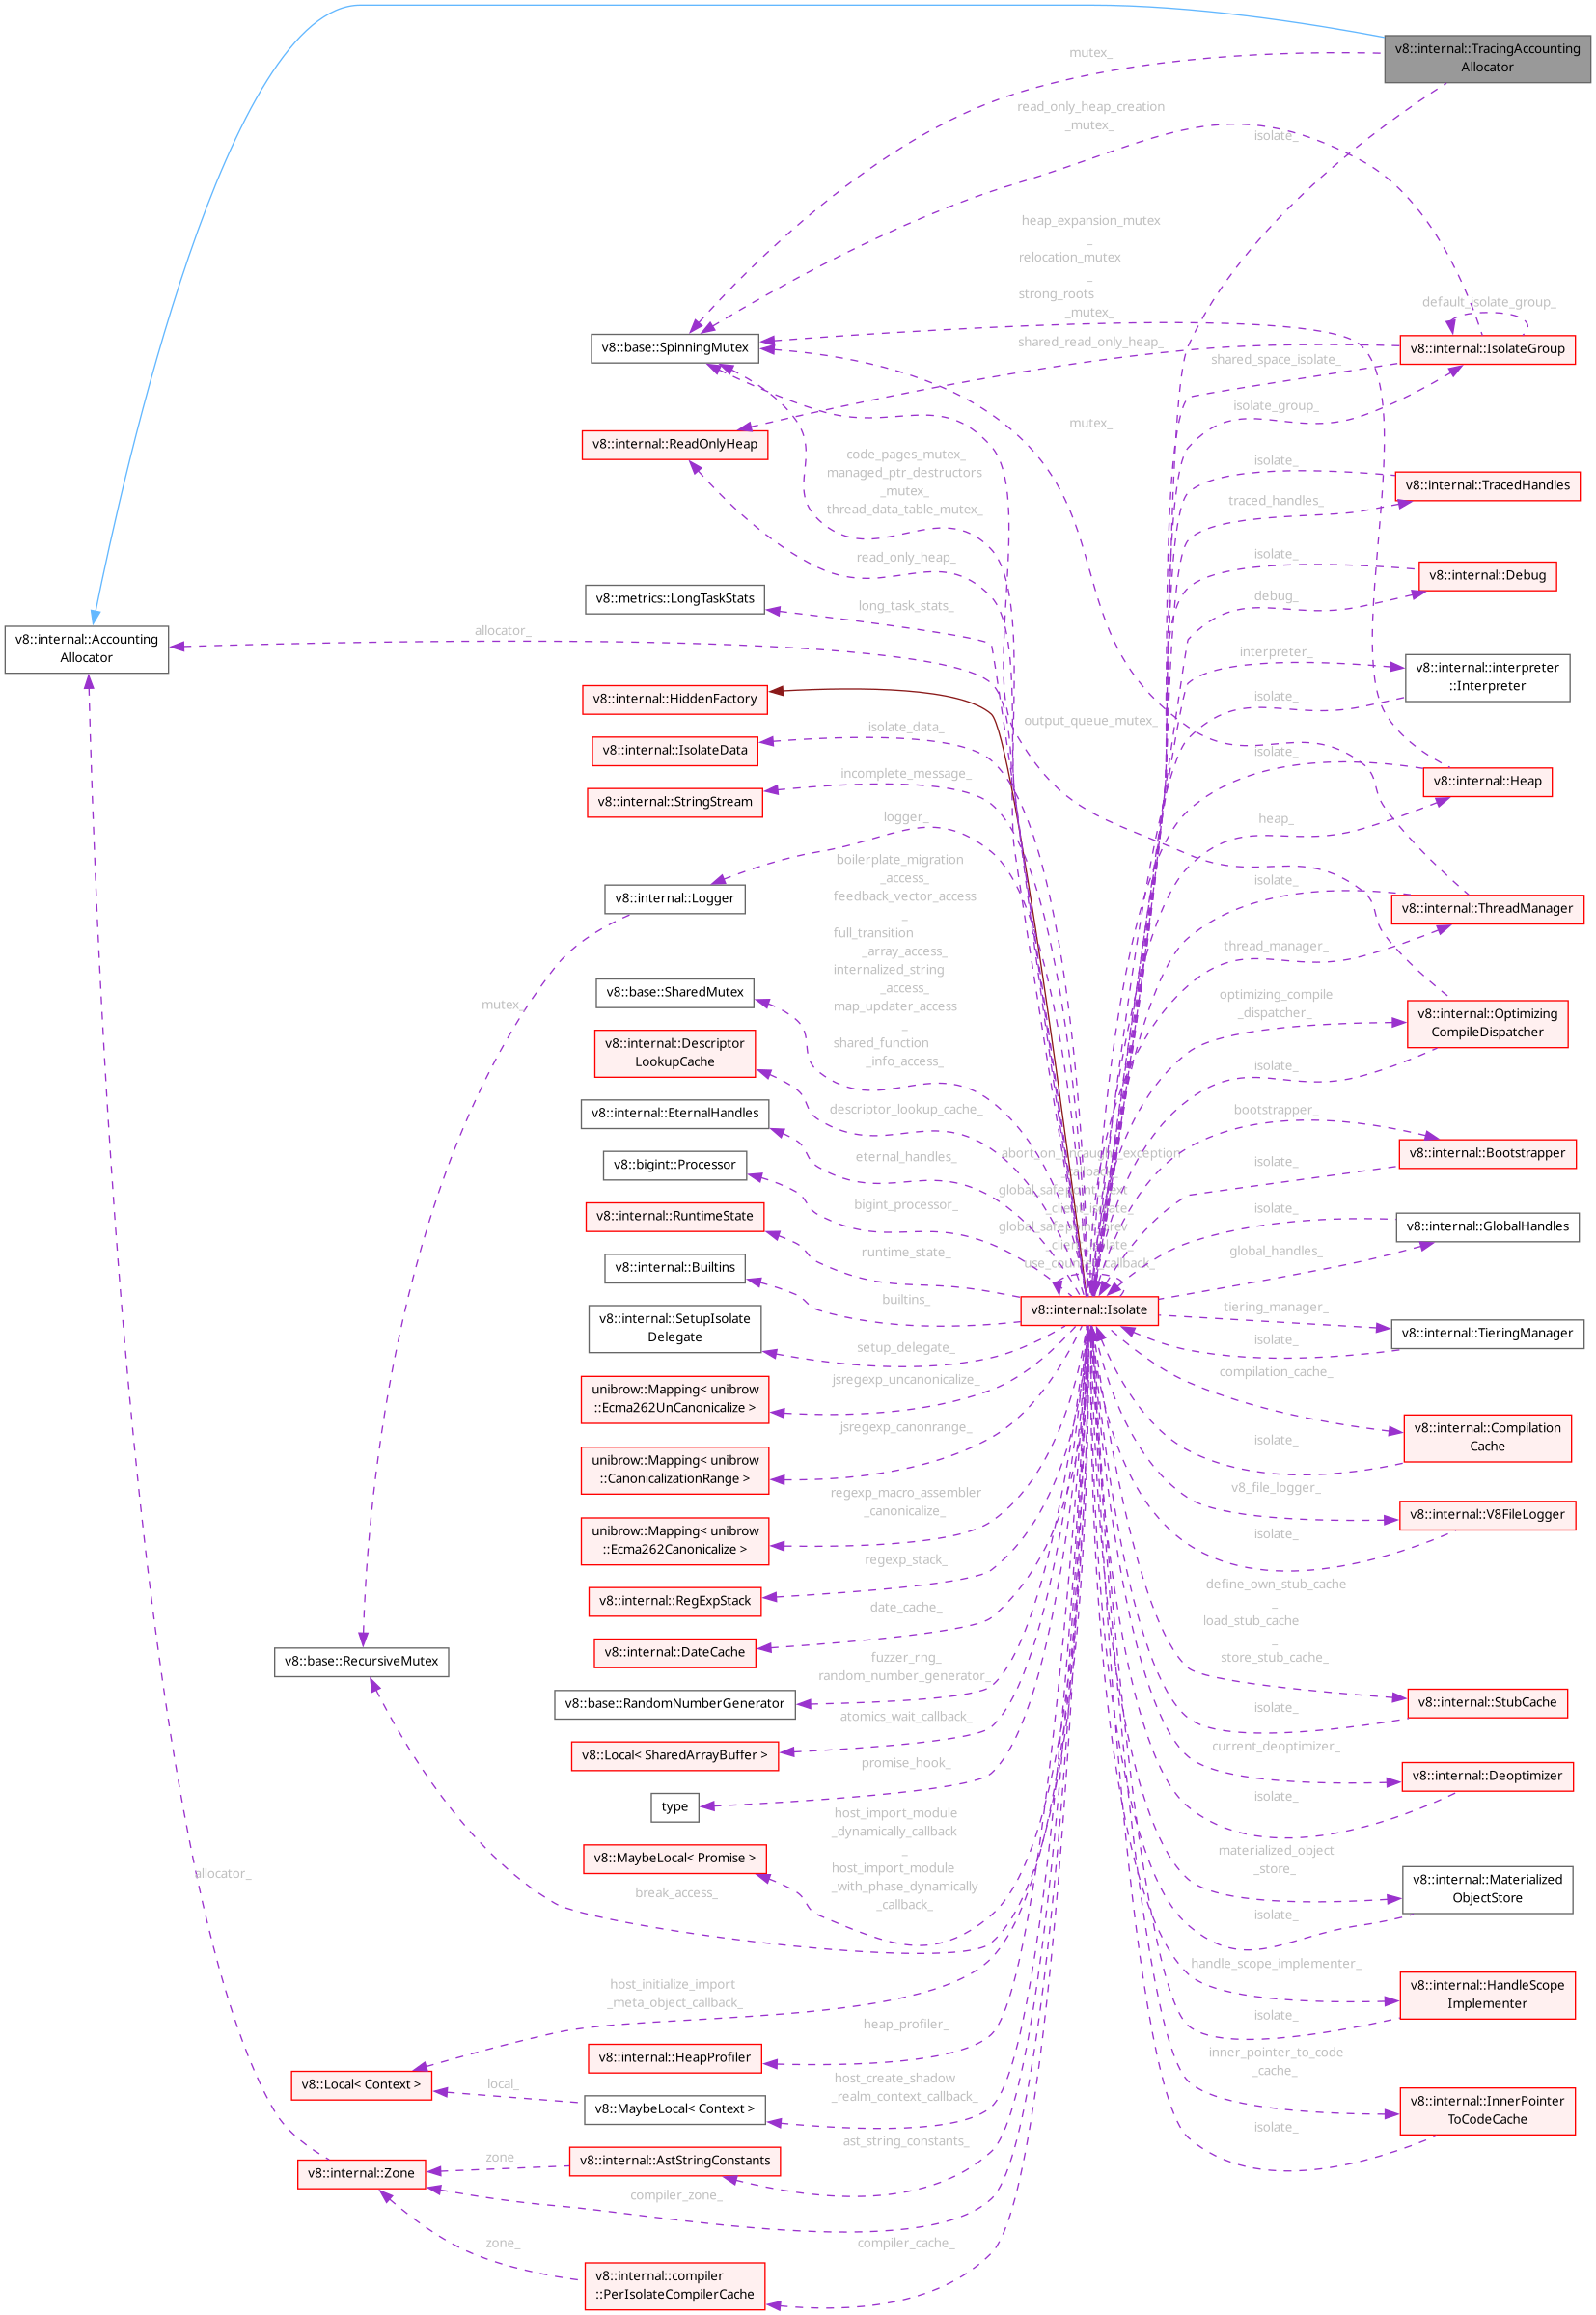 v8::internal::TracingAccounting
Allocator
mutex_
read_only_heap_creation
_mutex_
isolate_
heap_expansion_mutex
_
relocation_mutex
_
strong_roots
_mutex_
default_isolate_group_
v8::base::SpinningMutex
shared_read_only_heap_
v8::internal::IsolateGroup
shared_space_isolate_
isolate_group_
mutex_
v8::internal::ReadOnlyHeap
code_pages_mutex_
managed_ptr_destructors
_mutex_
thread_data_table_mutex_
isolate_
v8::internal::TracedHandles
traced_handles_
read_only_heap_
isolate_
v8::internal::Debug
debug_
v8::metrics::LongTaskStats
long_task_stats_
v8::internal::Accounting
Allocator
allocator_
interpreter_
v8::internal::interpreter
::Interpreter
isolate_
v8::internal::HiddenFactory
output_queue_mutex_
isolate_data_
v8::internal::IsolateData
isolate_
v8::internal::Heap
incomplete_message_
v8::internal::StringStream
heap_
logger_
v8::internal::Logger
boilerplate_migration
_access_
feedback_vector_access
_
full_transition
_array_access_
internalized_string
_access_
map_updater_access
_
shared_function
_info_access_
isolate_
v8::internal::ThreadManager
thread_manager_
mutex_
v8::base::SharedMutex
optimizing_compile
_dispatcher_
v8::internal::Optimizing
CompileDispatcher
isolate_
v8::internal::Descriptor
LookupCache
descriptor_lookup_cache_
v8::internal::EternalHandles
eternal_handles_
bootstrapper_
v8::internal::Bootstrapper
isolate_
v8::bigint::Processor
bigint_processor_
abort_on_uncaught_exception
_callback_
global_safepoint_next
_client_isolate_
global_safepoint_prev
_client_isolate_
use_counter_callback_
v8::internal::RuntimeState
runtime_state_
isolate_
v8::internal::GlobalHandles
global_handles_
v8::internal::Builtins
builtins_
v8::internal::Isolate
v8::internal::SetupIsolate
Delegate
setup_delegate_
tiering_manager_
v8::internal::TieringManager
isolate_
unibrow::Mapping< unibrow
::Ecma262UnCanonicalize >
jsregexp_uncanonicalize_
compilation_cache_
v8::internal::Compilation
Cache
isolate_
unibrow::Mapping< unibrow
::CanonicalizationRange >
jsregexp_canonrange_
v8_file_logger_
v8::internal::V8FileLogger
isolate_
unibrow::Mapping< unibrow
::Ecma262Canonicalize >
regexp_macro_assembler
_canonicalize_
v8::internal::RegExpStack
regexp_stack_
define_own_stub_cache
_
load_stub_cache
_
store_stub_cache_
v8::internal::DateCache
date_cache_
v8::base::RecursiveMutex
v8::base::RandomNumberGenerator
fuzzer_rng_
random_number_generator_
v8::internal::StubCache
isolate_
v8::Local< SharedArrayBuffer >
atomics_wait_callback_
current_deoptimizer_
v8::internal::Deoptimizer
isolate_
type
promise_hook_
v8::MaybeLocal< Promise >
host_import_module
_dynamically_callback
_
host_import_module
_with_phase_dynamically
_callback_
materialized_object
_store_
v8::internal::Materialized
ObjectStore
isolate_
allocator_
break_access_
handle_scope_implementer_
v8::internal::HandleScope
Implementer
isolate_
host_initialize_import
_meta_object_callback_
heap_profiler_
v8::internal::HeapProfiler
inner_pointer_to_code
_cache_
v8::internal::InnerPointer
ToCodeCache
isolate_
v8::Local< Context >
local_
v8::MaybeLocal< Context >
host_create_shadow
_realm_context_callback_
ast_string_constants_
v8::internal::Zone
zone_
v8::internal::AstStringConstants
compiler_zone_
zone_
compiler_cache_
v8::internal::compiler
::PerIsolateCompilerCache